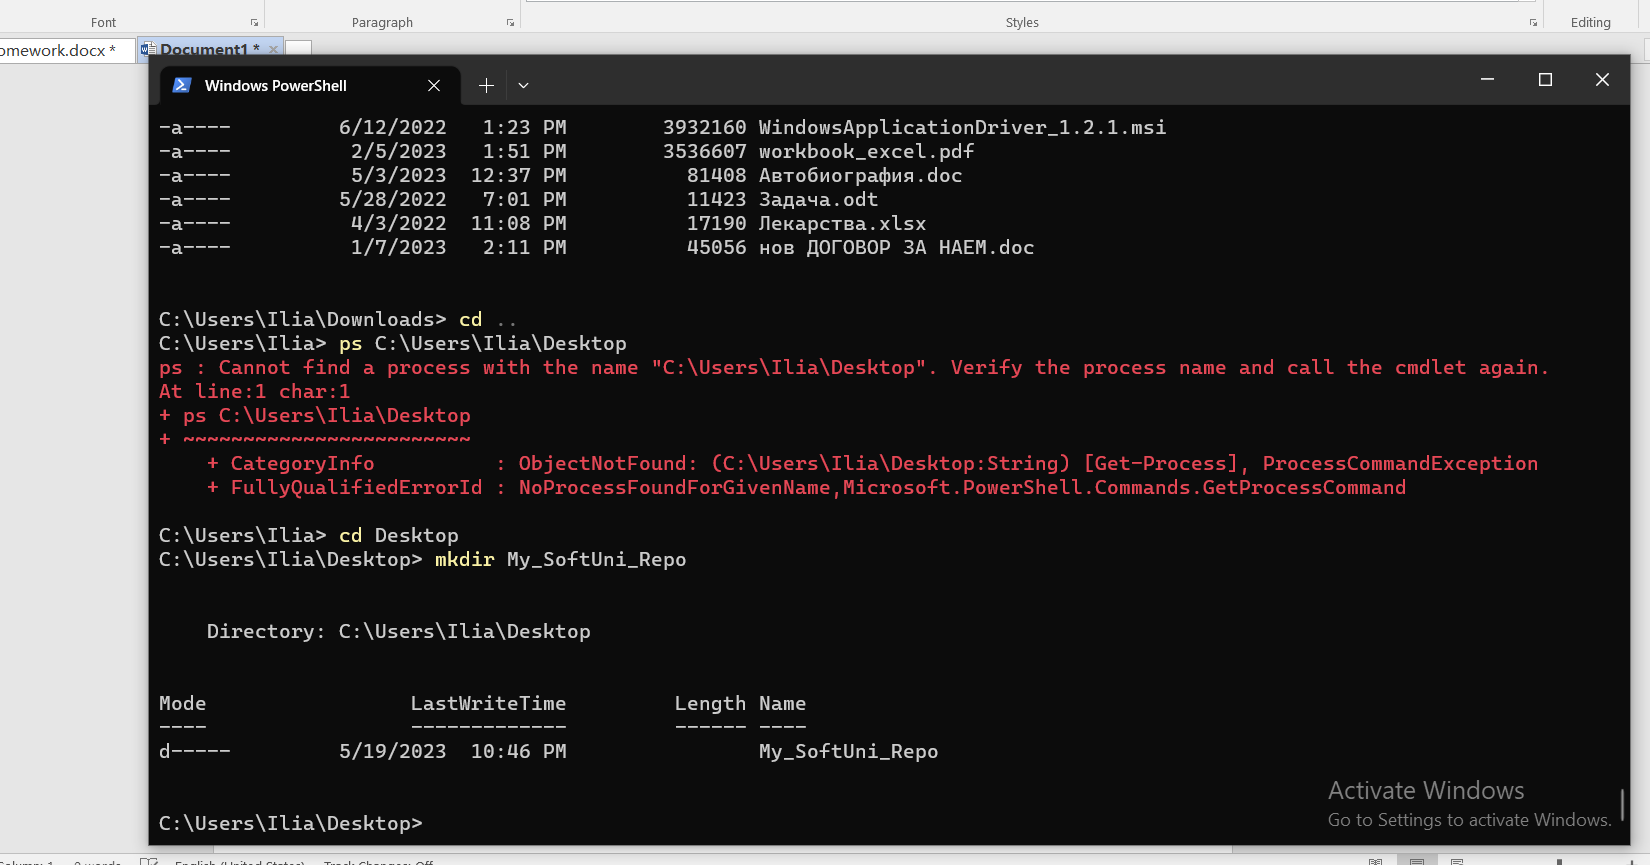 Font Paragraph Styles Editing
omework.docx * Document1 *
Windows PowerShell
-a---- 6/12/2022 1:23 PM 3932160 WindowsApplicationDriver_1.2.1.msi
-a---- 2/5/2023 1:51 PM 3536607 workbook_excel.pdf
-a---- 5/3/2023 12:37 PM 81408 Автобиография.doc
-a---- 5/28/2022 7:01 PM 11423 Задача.odt
-a---- 4/3/2022 11:08 PM 17190 Лекарства.xlsx
-a---- 1/7/2023 2:11 PM 45056 нов ДОГОВОР ЗА НАЕМ.doc
C:\Users\Ilia\Downloads> cd ..
C:\Users\Ilia> ps C:\Users\Ilia\Desktop
ps : Cannot find a process with the name "C:\Users\Ilia\Desktop". Verify the process name and call the cmdlet again.
At line:1 char:1
+ ps C:\Users\Ilia\Desktop
+ ~~~~~~~~~~~~~~~~~~~~~~~~
+ CategoryInfo : ObjectNotFound: (C:\Users\Ilia\Desktop:String) [Get-Process], ProcessCommandException
+ FullyQualifiedErrorId : NoProcessFoundForGivenName,Microsoft.PowerShell.Commands.GetProcessCommand
C:\Users\Ilia> cd Desktop
C:\Users\Ilia\Desktop> mkdir My_SoftUni_Repo
Directory: C:\Users\Ilia\Desktop
Mode LastWriteTime Length Name
---- ------------- ------ ----
d----- 5/19/2023 10:46 PM My_SoftUni_Repo
C:\Users\Ilia\Desktop>
Activate Windows
Go to Settings to activate Windows.
English (United States) Track Changes: Off